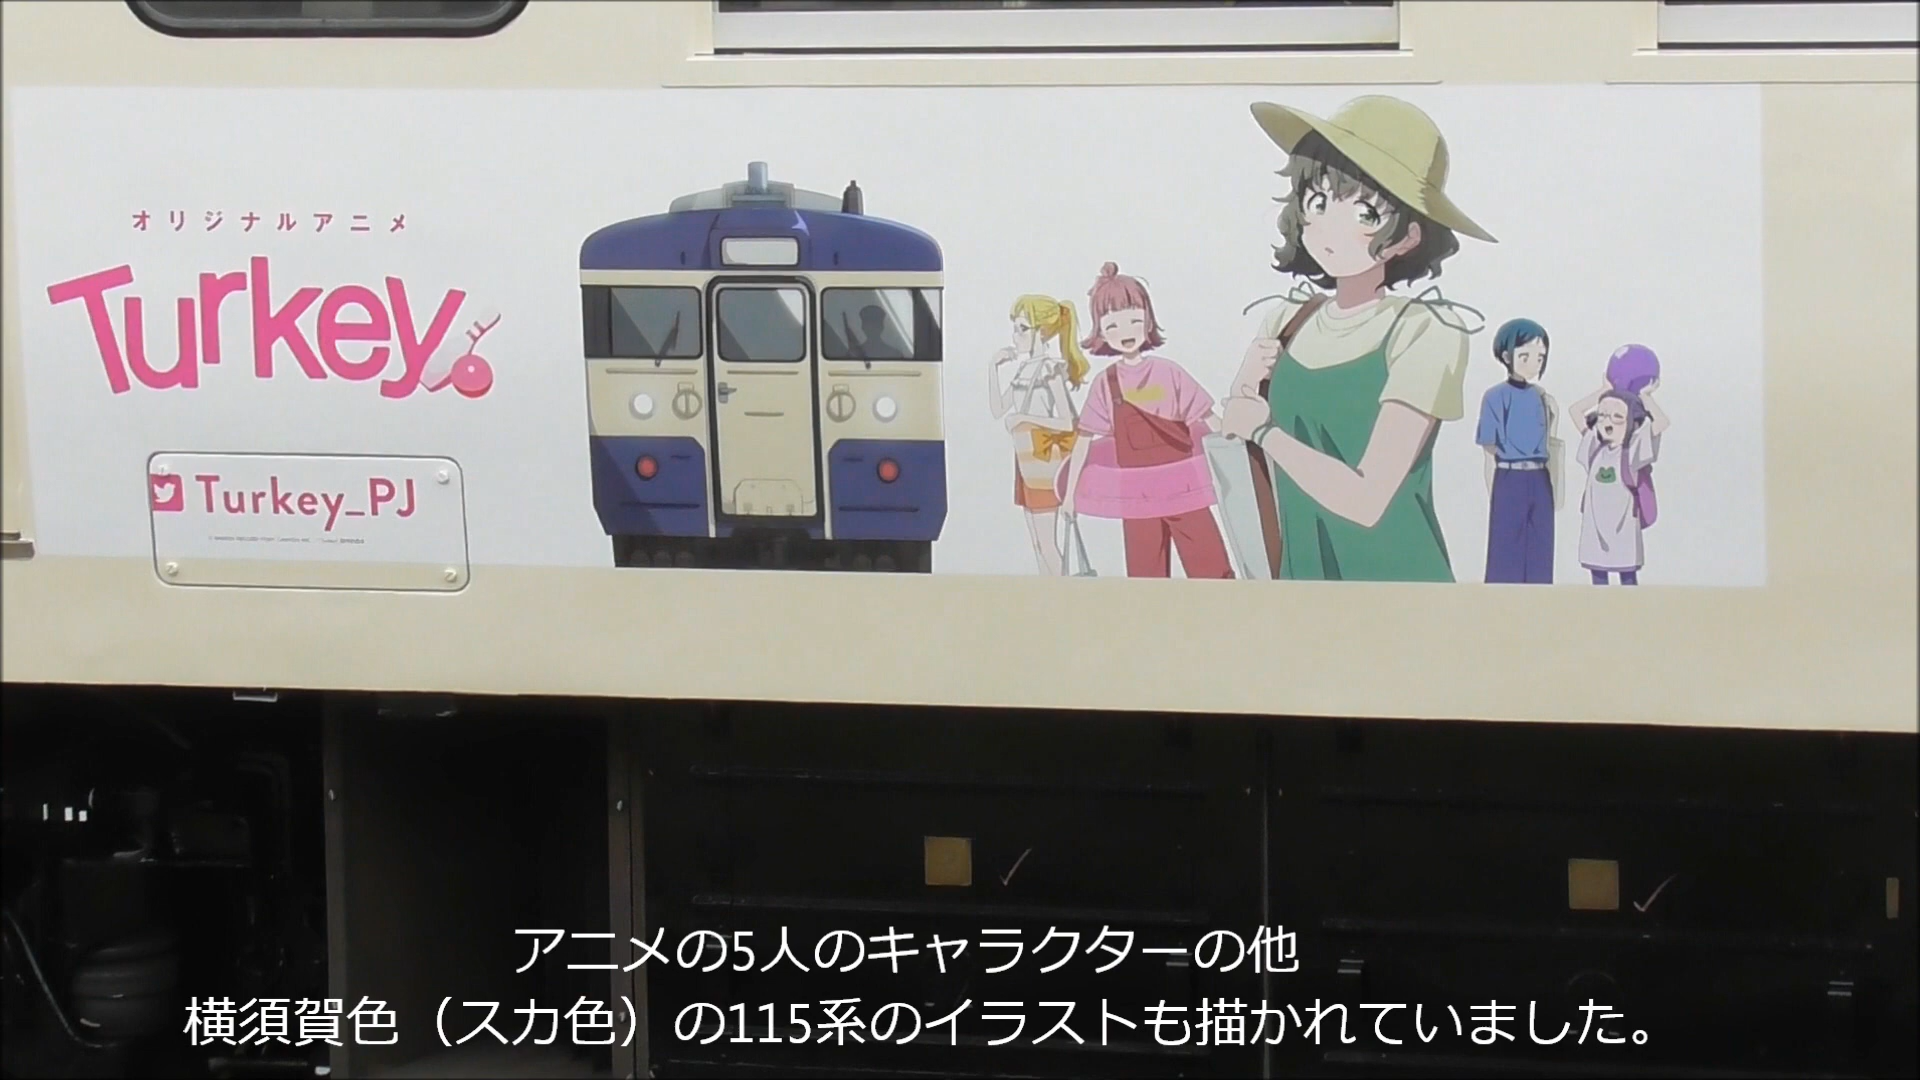 オリジナルアニメ
Turkey!
Turkey_PJ
アニメの5人のキャラクターの他
横須賀色（スカ色）の115系のイラストも描かれていました。